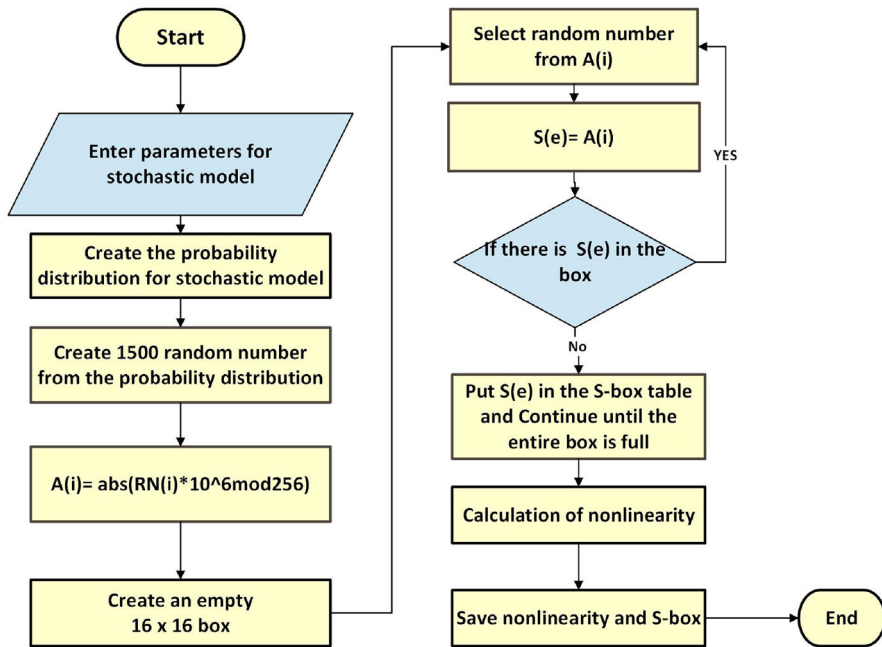 Start
Enter parameters for
stochastic model
Create the probability
distribution for stochastic model
Create 1500 random number
from the probability distribution
A(i)= abs(RN(i)*10^6mod256)
Create an empty
16 x 16 box
Select random number
from A(i)
S(e)= A(i)
YES
If there is S(e) in the
box
No
Put S(e) in the S-box table
and Continue until the
entire box is full
Calculation of nonlinearity
Save nonlinearity and S-box
End